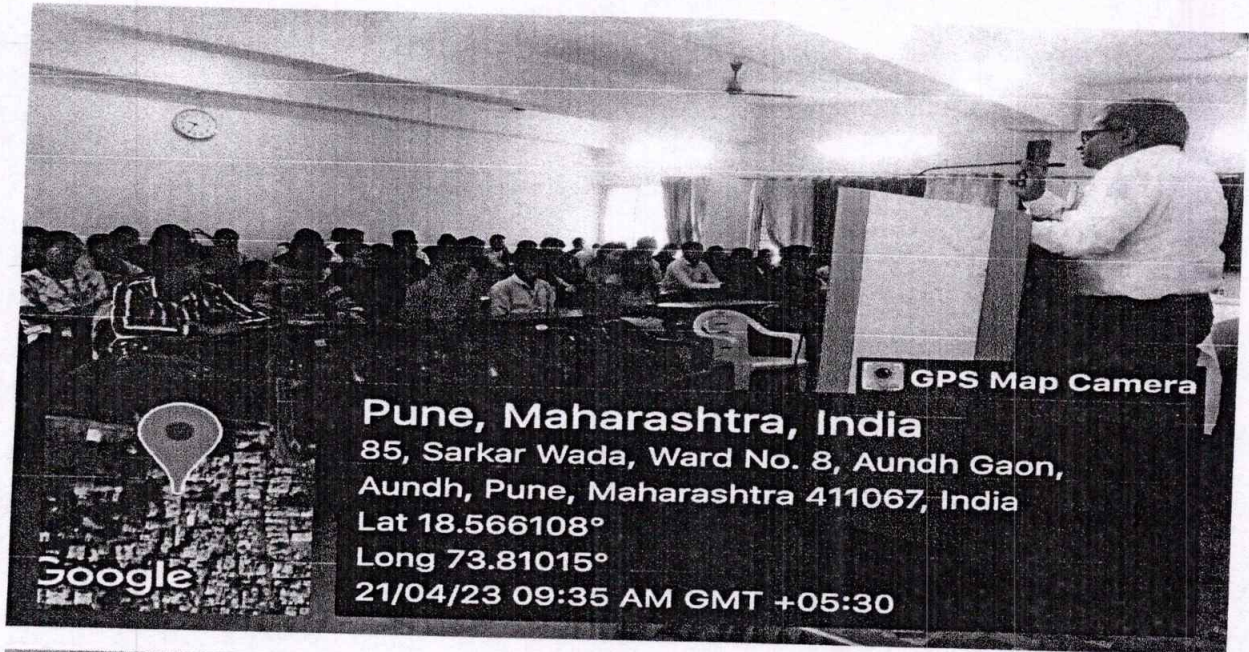 GPS Map Camera
Pune, Maharashtra, India
85, Sarkar Wada, Ward No. 8, Aundh Gaon,
Aundh, Pune, Maharashtra 411067, India
Lat 18.566108°
Long 73.81015°
21/04/23 09:35 AM GMT +05:30
Google